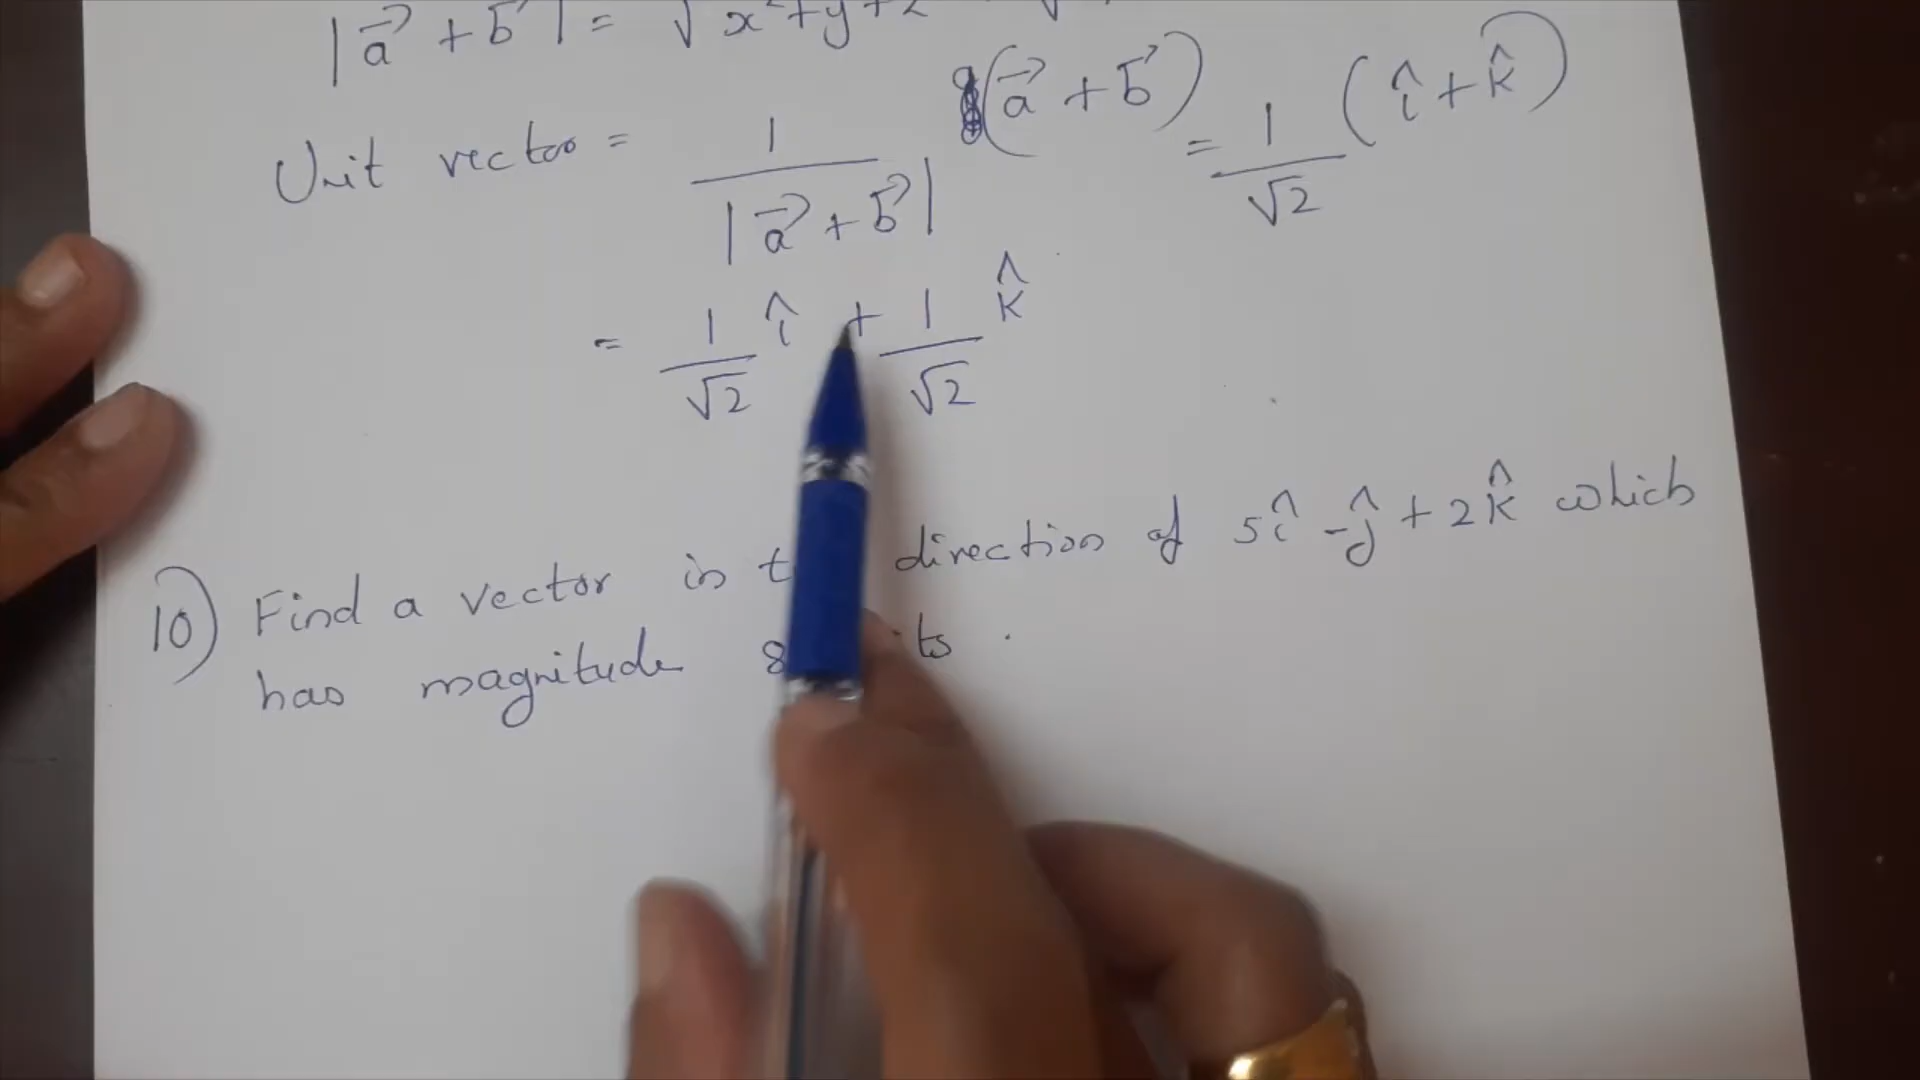 |a⃗ + b⃗| = √x²+y+z
Unit vector = 1/|a⃗ + b⃗| (a⃗ + b⃗) = 1/√2 (î + k̂)
= 1/√2 î + 1/√2 k̂
10) Find a vector in direction of 5î - ĵ + 2k̂ which
has magnitude 8